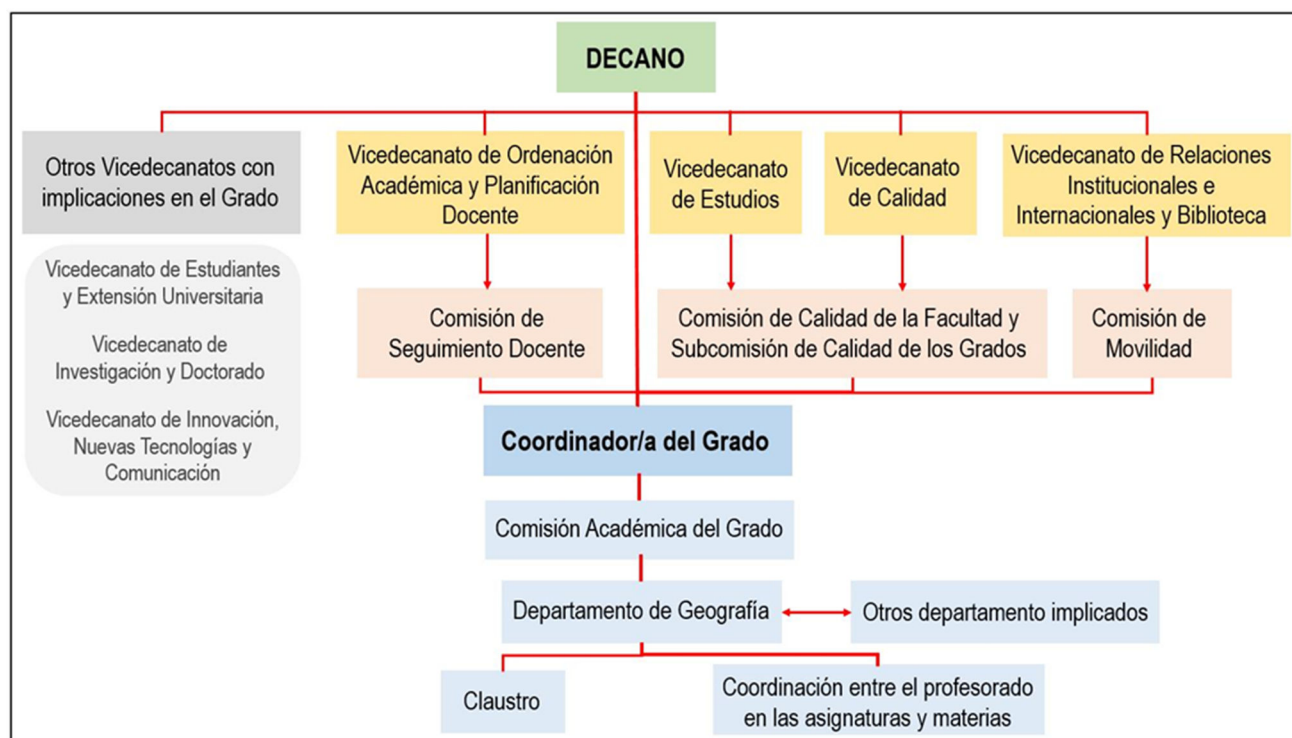 DECANO
Otros Vicedecanatos con
implicaciones en el Grado
Vicedecanato de Ordenación
Académica y Planificación
Docente
Vicedecanato
de Estudios
Vicedecanato
de Calidad
Vicedecanato de Relaciones
Institucionales e
Internacionales y Biblioteca
Vicedecanato de Estudiantes
y Extensión Universitaria
Vicedecanato de
Investigación y Doctorado
Vicedecanato de Innovación,
Nuevas Tecnologías y
Comunicación
Comisión de
Seguimiento Docente
Comisión de Calidad de la Facultad y
Subcomisión de Calidad de los Grados
Comisión de
Movilidad
Coordinador/a del Grado
Comisión Académica del Grado
Departamento de Geografía
Otros departamento implicados
Claustro
Coordinación entre el profesorado
en las asignaturas y materias